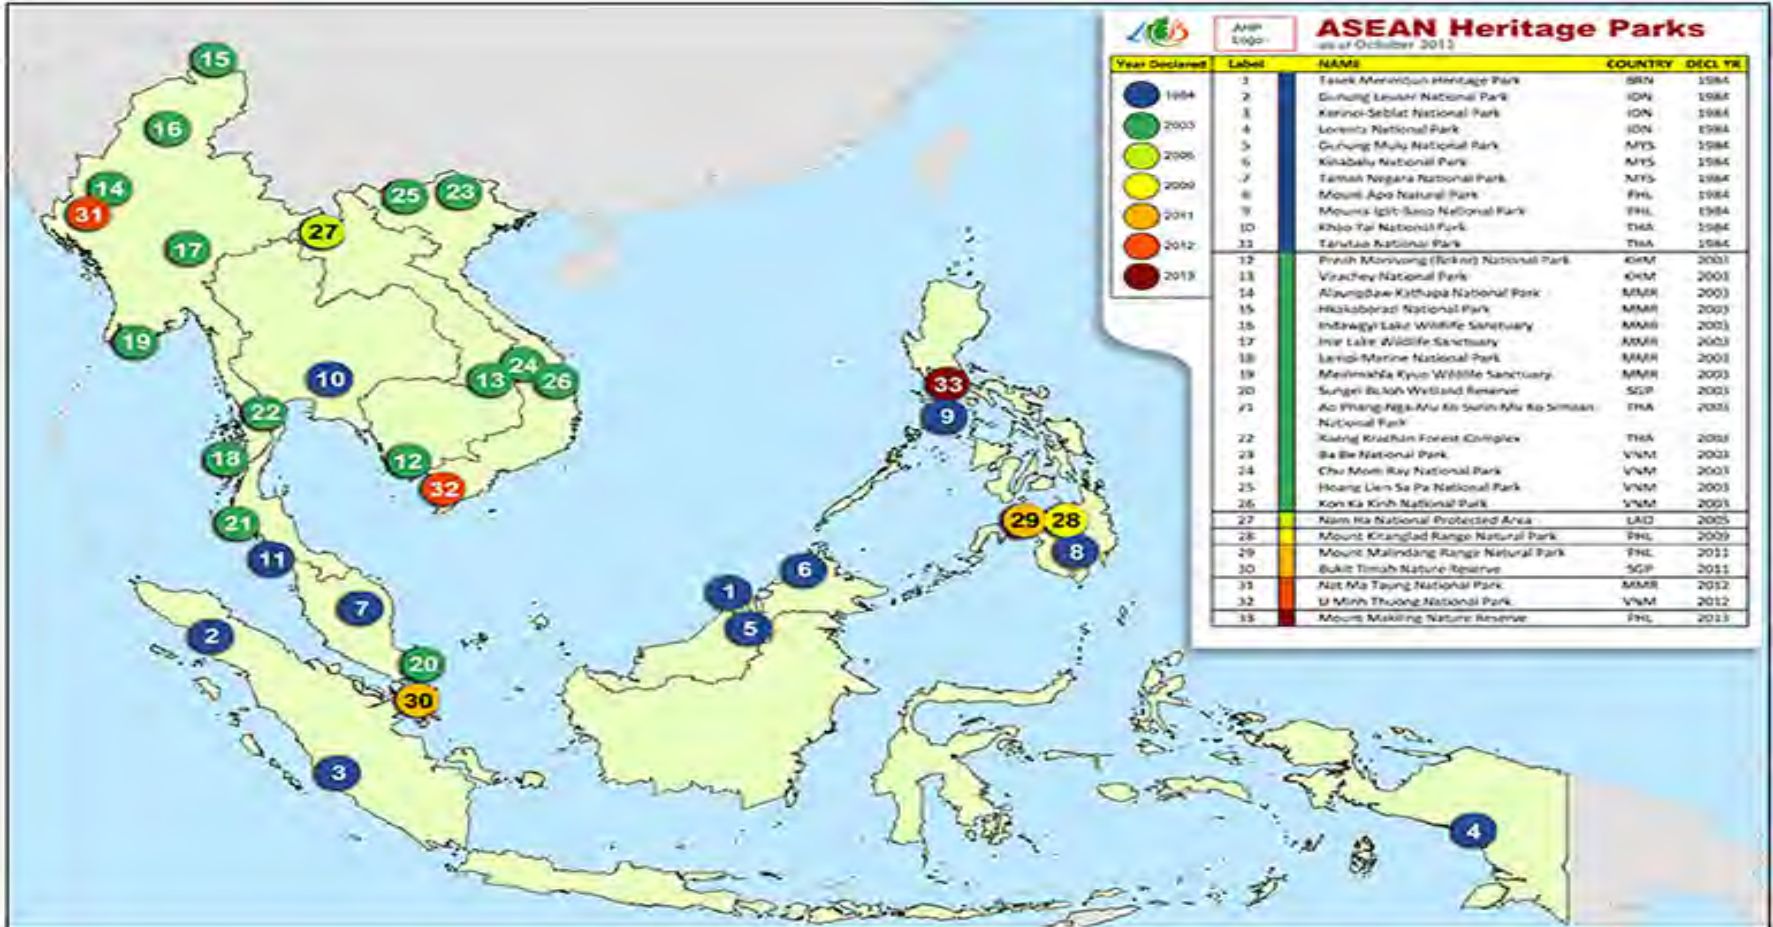 AHP
Logo
ASEAN Heritage Parks
as of October 2013
Year Declared
1984
2003
2005
2009
2011
2012
2013
Label NAME COUNTRY DECL YR
1 Tasek Merimbun Heritage Park BRN 1984
2 Gunung Leuser National Park IDN 1984
3 Kerinci-Seblat National Park IDN 1984
4 Lorentz National Park IDN 1984
5 Gunung Mulu National Park MYS 1984
6 Kinabalu National Park MYS 1984
7 Taman Negara National Park MYS 1984
8 Mount Apo Natural Park PHL 1984
9 Mounts Iglit-Baco National Park PHL 1984
10 Khao Yai National Park THA 1984
11 Tarutao National Park THA 1984
12 Preah Monivong (Bokor) National Park KHM 2003
13 Virachey National Park KHM 2003
14 Alaungdaw Kathapa National Park MMR 2003
15 Hkakaborazi National Park MMR 2003
16 Indawgyi Lake Wildlife Sanctuary MMR 2003
17 Inle Lake Wildlife Sanctuary MMR 2003
18 Lampi Marine National Park MMR 2003
19 Meinmahla Kyun Wildlife Sanctuary MMR 2003
20 Sungei Buloh Wetland Reserve SGP 2003
21 Ao Phang-Nga-Mu Ko Surin-Mu Ko Similan THA 2003
National Park
22 Kaeng Krachan Forest Complex THA 2003
23 Ba Be National Park VNM 2003
24 Chu Mom Ray National Park VNM 2003
25 Hoang Lien Sa Pa National Park VNM 2003
26 Kon Ka Kinh National Park VNM 2003
27 Nam Ha National Protected Area LAO 2005
28 Mount Kitanglad Range Natural Park PHL 2009
29 Mount Malindang Range Natural Park PHL 2011
30 Bukit Timah Nature Reserve SGP 2011
31 Nat Ma Taung National Park MMR 2012
32 U Minh Thuong National Park VNM 2012
33 Mount Makiling Nature Reserve PHL 2013
15
16
14
31
17
19
27
25
23
10
13
24
26
22
18
12
32
21
11
7
2
20
30
3
33
9
29
28
8
6
1
5
4